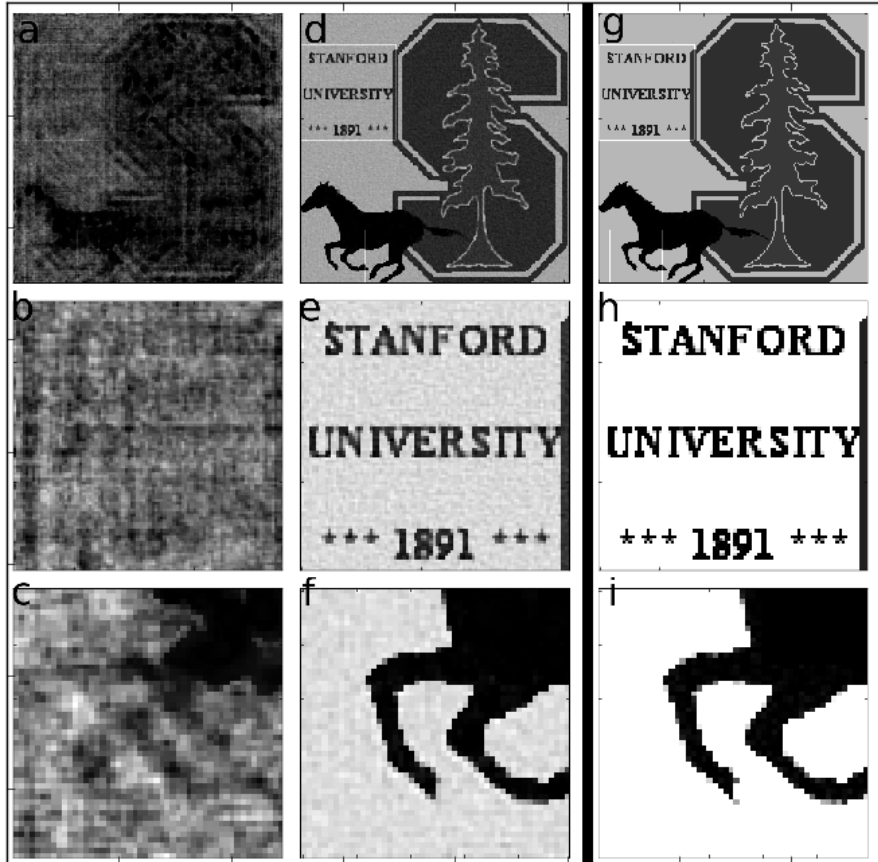 a
d
STANFORD
UNIVERSITY
*** 1891 ***
g
STANFORD
UNIVERSITY
*** 1891 ***
b
e
STANFORD
UNIVERSITY
*** 1891 ***
h
STANFORD
UNIVERSITY
*** 1891 ***
c
f
i